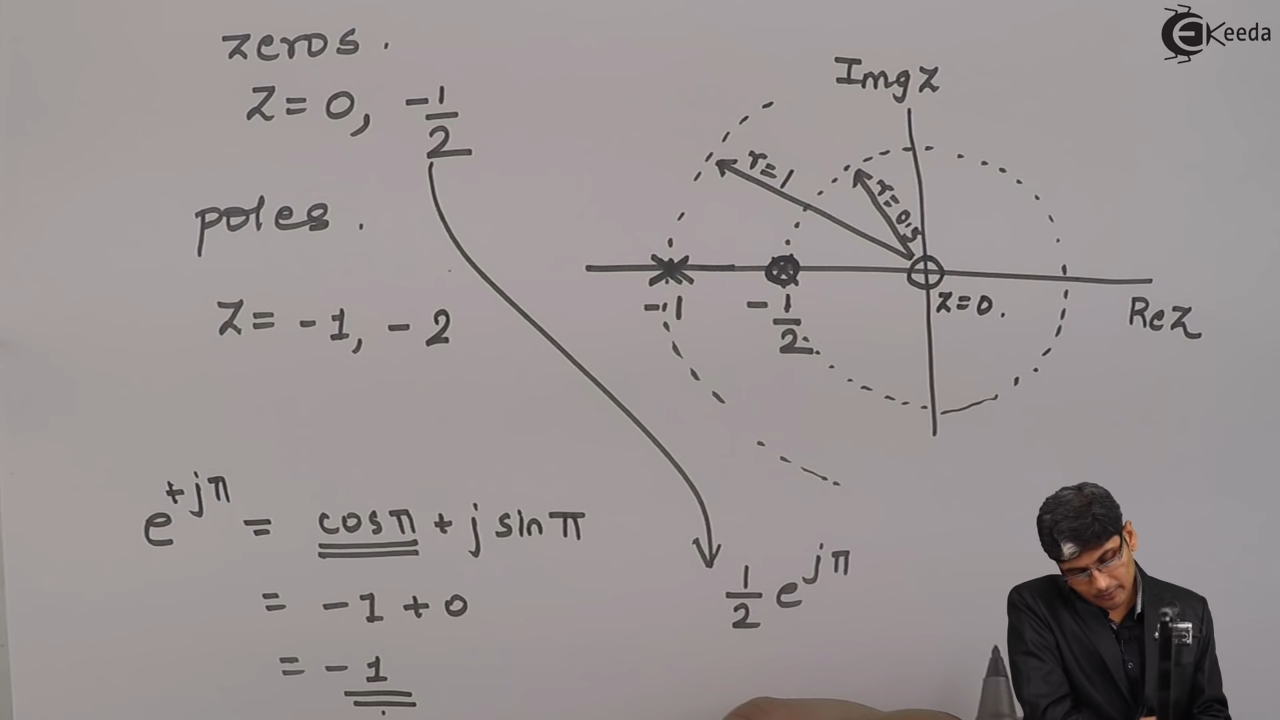 zeros.
Z = 0, -1/2
poles.
Z = -1, -2
e^{+jπ} = cosπ + j sinπ
= -1 + 0
= -1
EKeeda
Img Z
r=1
r=0.5
-1
-1/2
Z=0.
Re Z
1/2 e^{jπ}